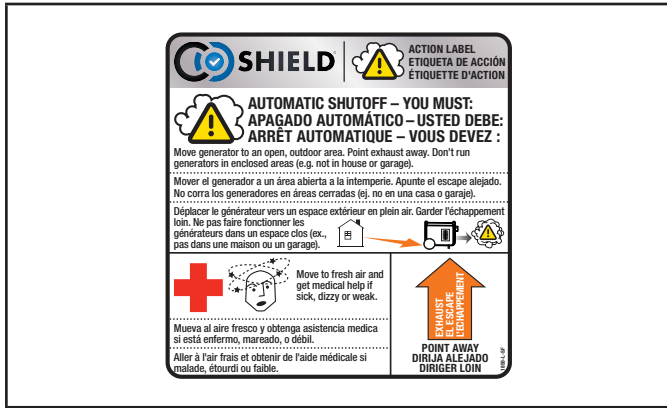 CO SHIELD
ACTION LABEL
ETIQUETA DE ACCIÓN
ÉTIQUETTE D'ACTION
AUTOMATIC SHUTOFF – YOU MUST:
APAGADO AUTOMÁTICO – USTED DEBE:
ARRÊT AUTOMATIQUE – VOUS DEVEZ :
Move generator to an open, outdoor area. Point exhaust away. Don't run
generators in enclosed areas (e.g. not in house or garage).
Mover el generador a un área abierta a la intemperie. Apunte el escape alejado.
No corra los generadores en áreas cerradas (ej. no en una casa o garaje).
Déplacer le générateur vers un espace extérieur en plein air. Garder l'échappement
loin. Ne pas faire fonctionner les
générateurs dans un espace clos (ex.,
pas dans une maison ou un garage).
Move to fresh air and
get medical help if
sick, dizzy or weak.
Mueva al aire fresco y obtenga asistencia medica
si está enfermo, mareado, o débil.
Aller à l'air frais et obtenir de l'aide médicale si
malade, étourdi ou faible.
EXHAUST
EL ESCAPE
L'ECHAPPEMENT
POINT AWAY
DIRIJA ALEJADO
DIRIGER LOIN